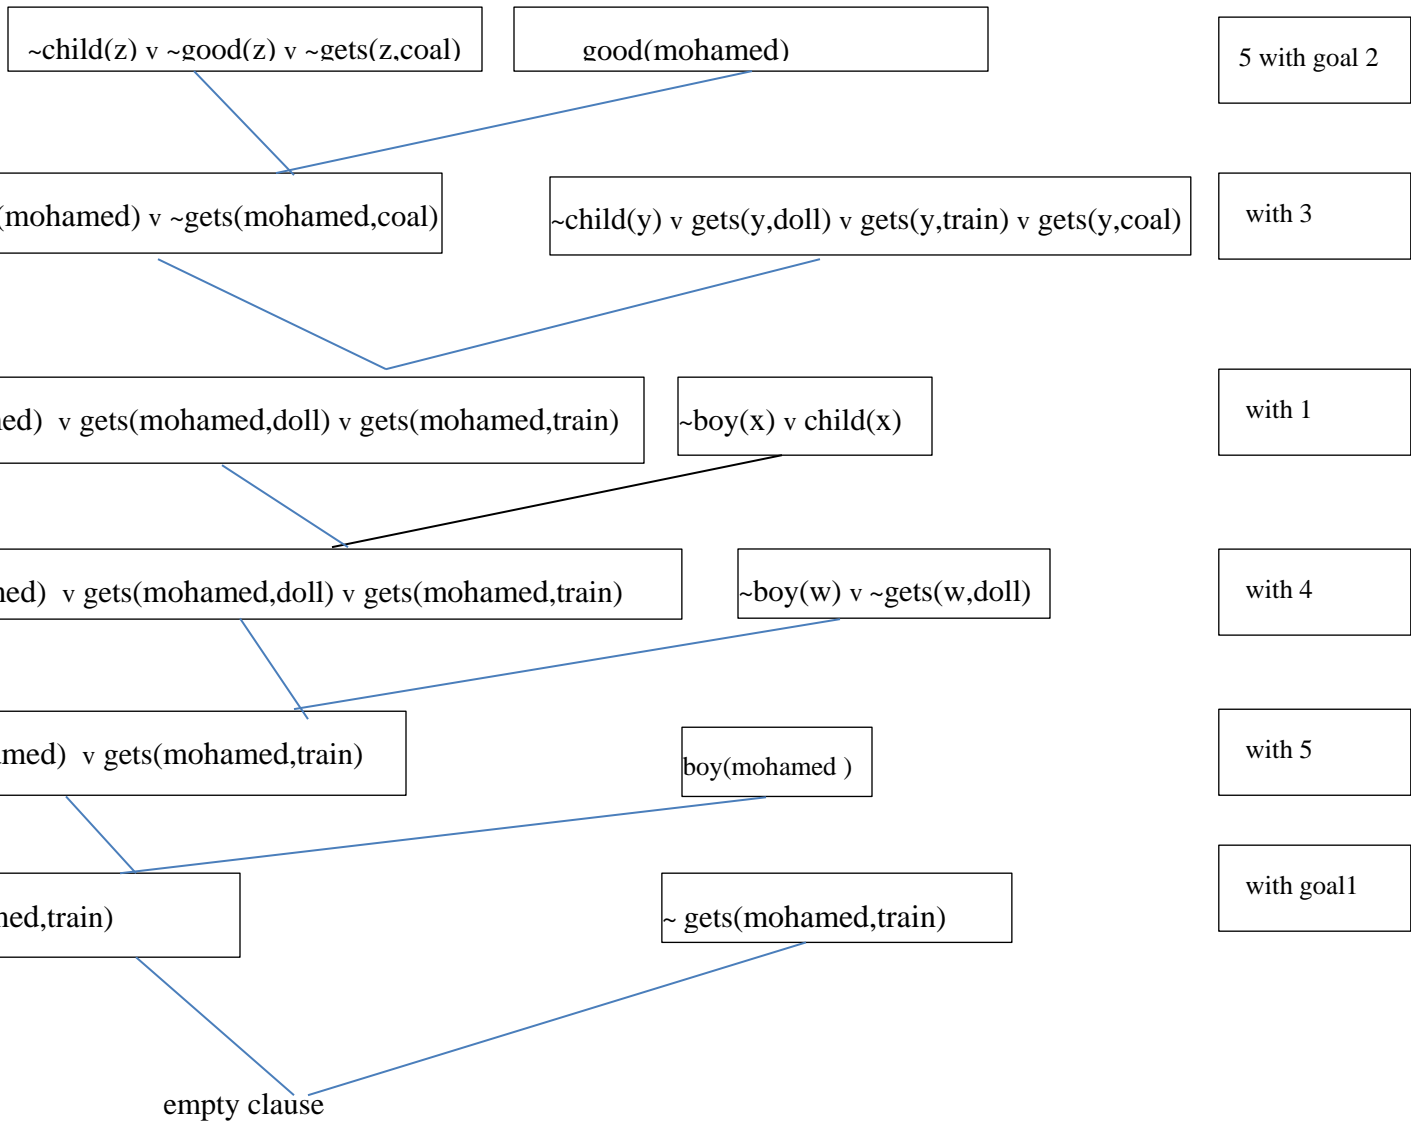 ~child(z) v ~good(z) v ~gets(z,coal)
good(mohamed)
5 with goal 2
(mohamed) v ~gets(mohamed,coal)
~child(y) v gets(y,doll) v gets(y,train) v gets(y,coal)
with 3
ed) v gets(mohamed,doll) v gets(mohamed,train)
~boy(x) v child(x)
with 1
ned) v gets(mohamed,doll) v gets(mohamed,train)
~boy(w) v ~gets(w,doll)
with 4
med) v gets(mohamed,train)
boy(mohamed )
with 5
ed,train)
~ gets(mohamed,train)
with goal1
empty clause